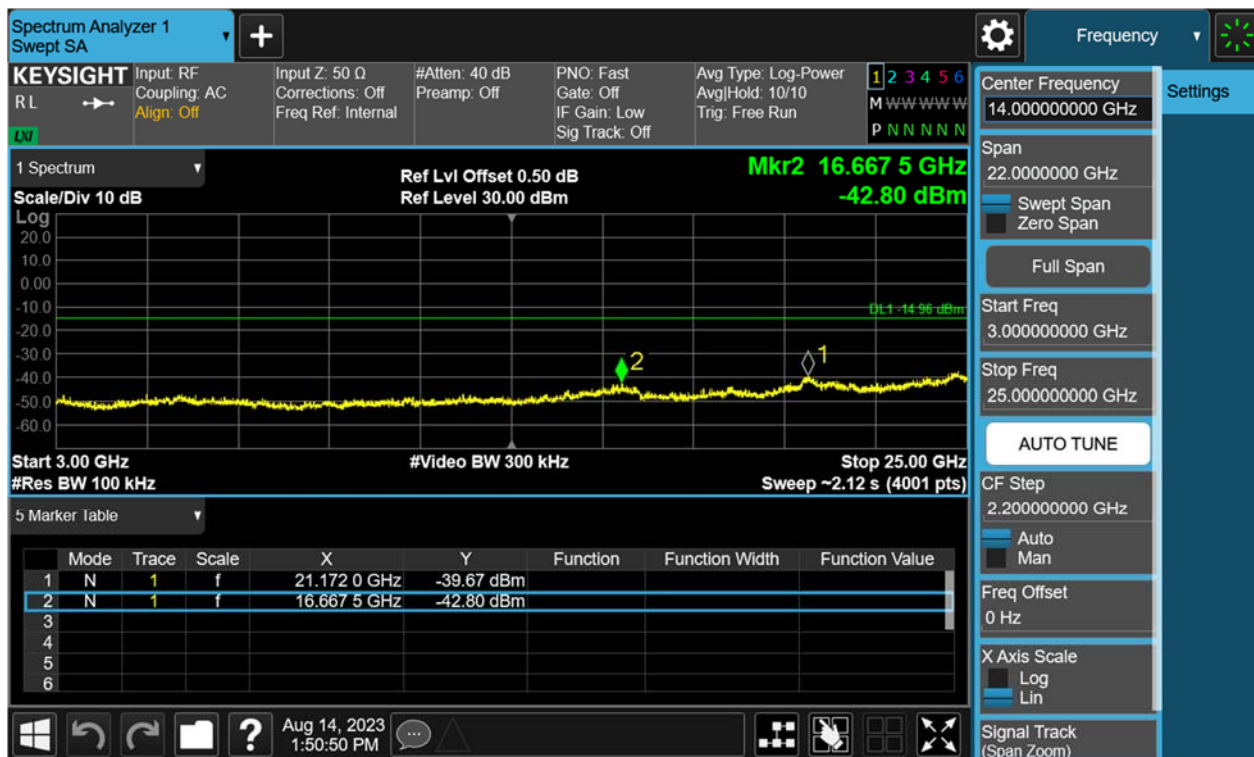 Spectrum Analyzer 1
Swept SA
Frequency
KEYSIGHT
R L
LXI
Input: RF
Coupling: AC
Align: Off
Input Z: 50 Ω
Corrections: Off
Freq Ref: Internal
#Atten: 40 dB
Preamp: Off
PNO: Fast
Gate: Off
IF Gain: Low
Sig Track: Off
Avg Type: Log-Power
Avg|Hold: 10/10
Trig: Free Run
1 2 3 4 5 6
M W W W W W
P N N N N N
1 Spectrum
Scale/Div 10 dB
Ref Lvl Offset 0.50 dB
Ref Level 30.00 dBm
Mkr2 16.667 5 GHz
-42.80 dBm
Log
20.0
10.0
0.00
-10.0
-20.0
-30.0
-40.0
-50.0
-60.0
DL1 -14.96 dBm
2
1
Start 3.00 GHz
#Video BW 300 kHz
Stop 25.00 GHz
#Res BW 100 kHz
Sweep ~2.12 s (4001 pts)
5 Marker Table
Mode Trace Scale X Y Function Function Width Function Value
1 N 1 f 21.172 0 GHz -39.67 dBm
2 N 1 f 16.667 5 GHz -42.80 dBm
3
4
5
6
Aug 14, 2023
1:50:50 PM
Settings
Center Frequency
14.000000000 GHz
Span
22.0000000 GHz
Swept Span
Zero Span
Full Span
Start Freq
3.000000000 GHz
Stop Freq
25.000000000 GHz
AUTO TUNE
CF Step
2.200000000 GHz
Auto
Man
Freq Offset
0 Hz
X Axis Scale
Log
Lin
Signal Track
(Span Zoom)